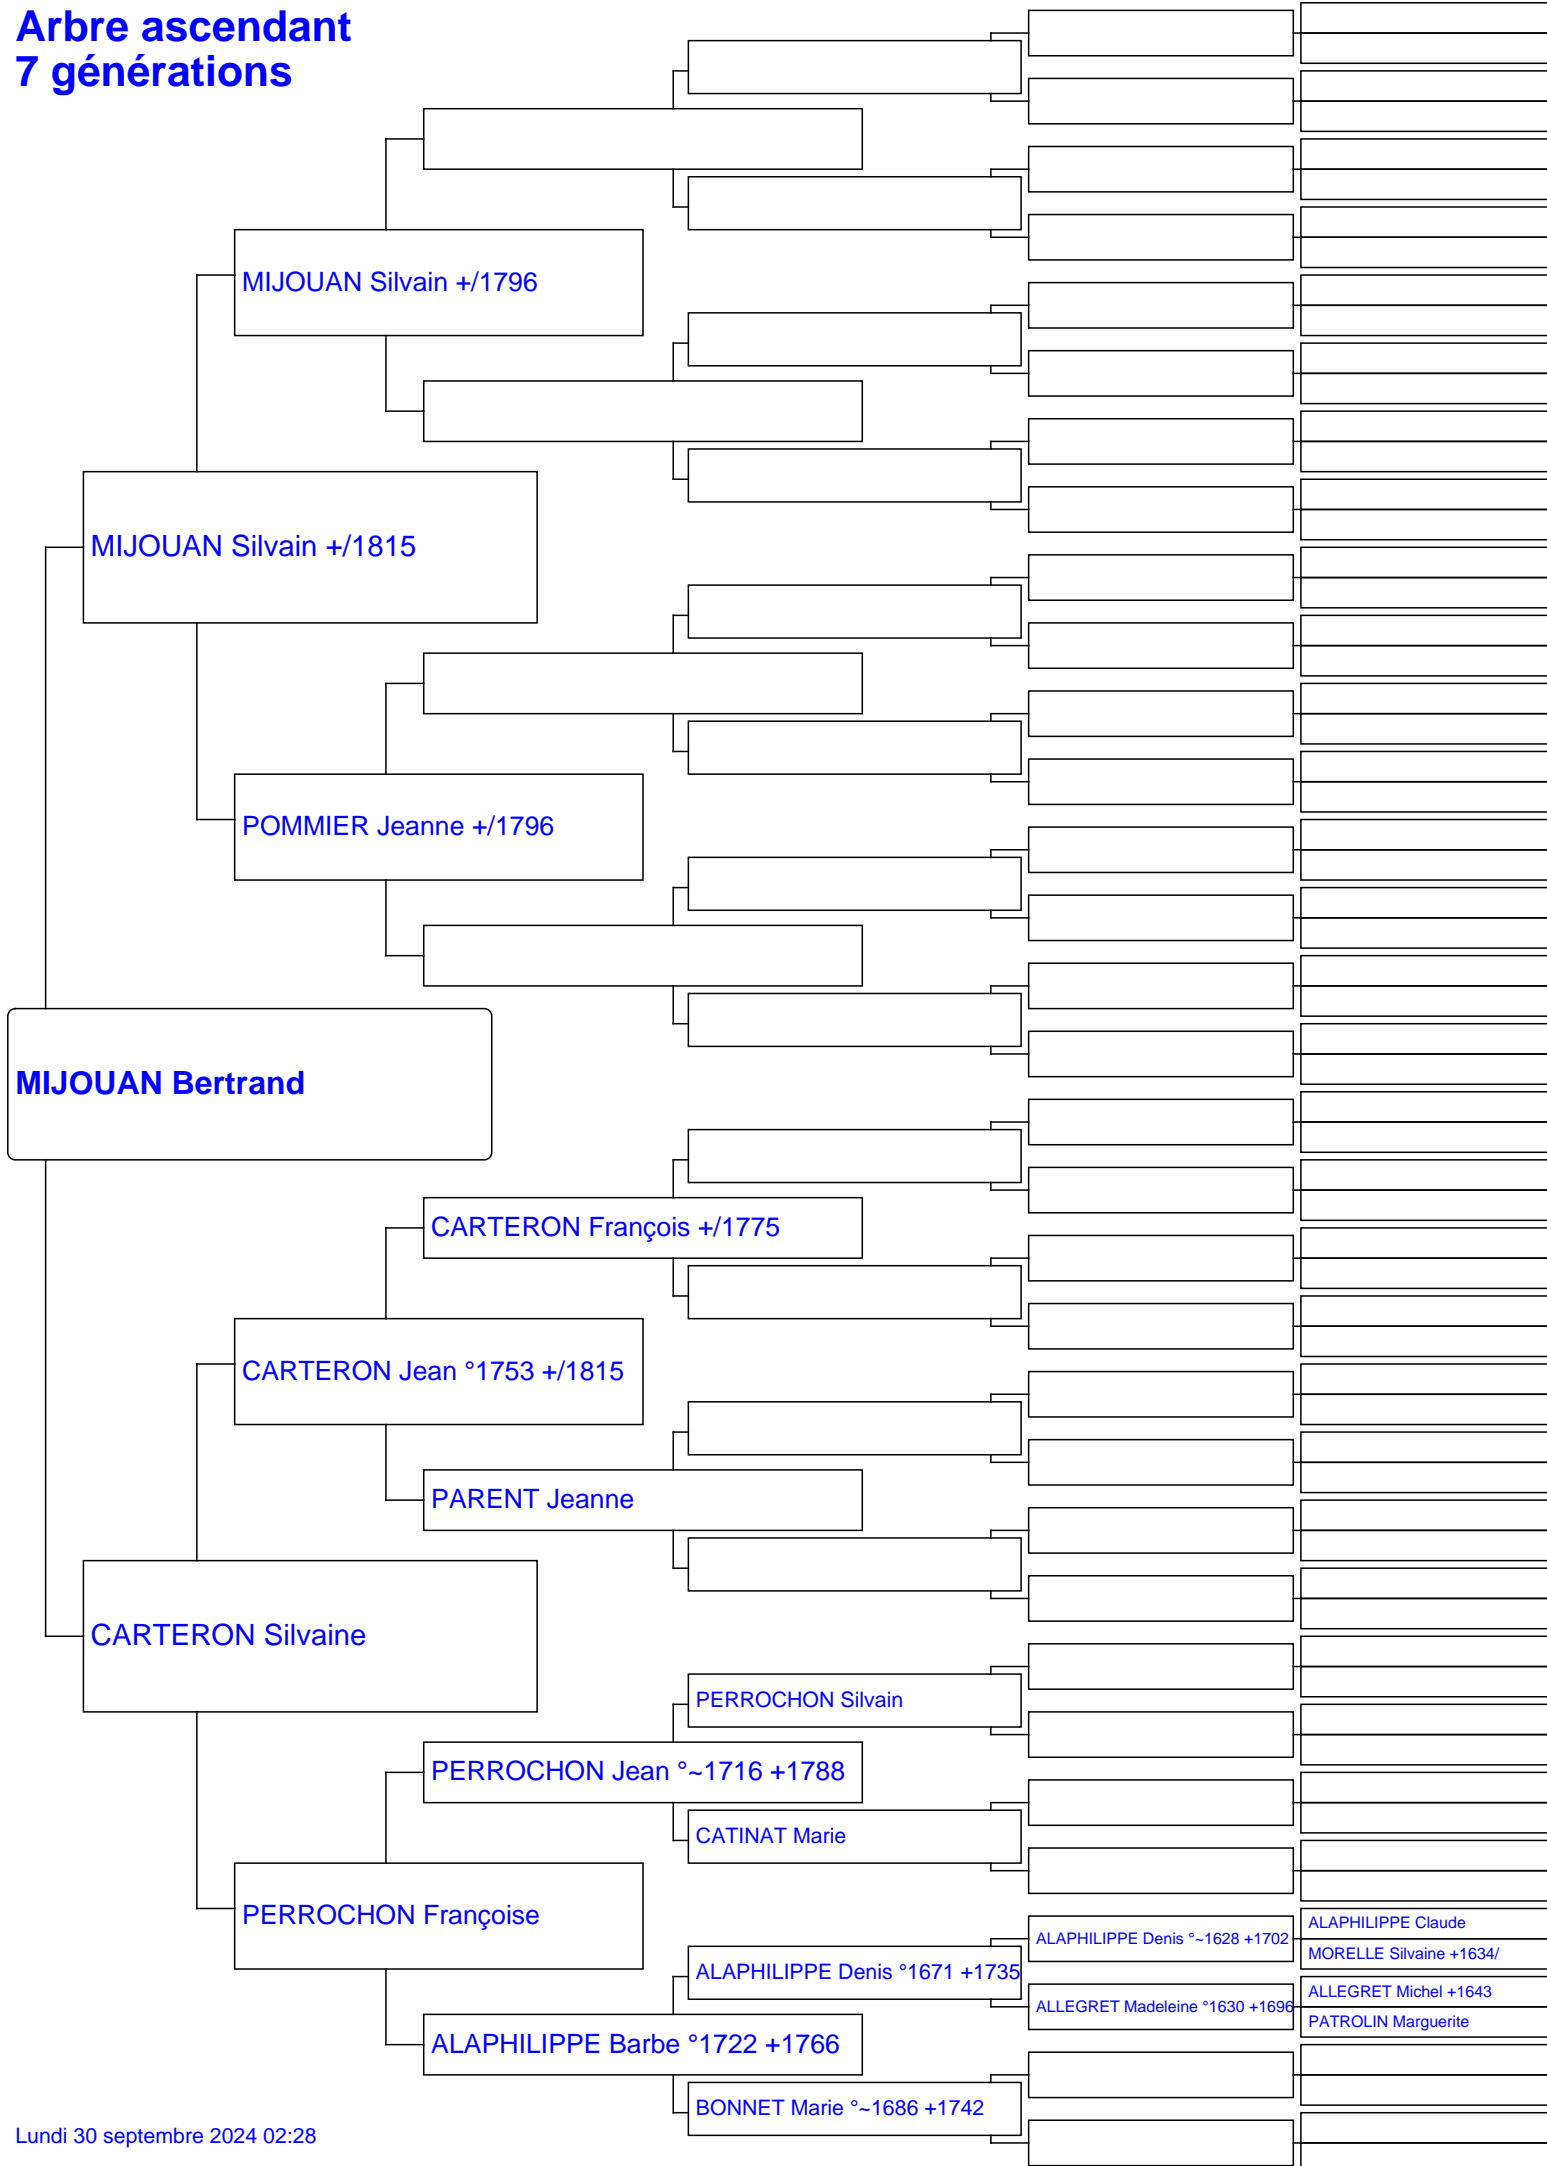 Arbre ascendant
7 générations
MIJOUAN Silvain +/1796
MIJOUAN Silvain +/1815
POMMIER Jeanne +/1796
MIJOUAN Bertrand
CARTERON François +/1775
CARTERON Jean °1753 +/1815
PARENT Jeanne
CARTERON Silvaine
PERROCHON Silvain
PERROCHON Jean °~1716 +1788
CATINAT Marie
PERROCHON Françoise
ALAPHILIPPE Claude
ALAPHILIPPE Denis °~1628 +1702
MORELLE Silvaine +1634/
ALAPHILIPPE Denis °1671 +1735
ALLEGRET Michel +1643
ALLEGRET Madeleine °1630 +1696
PATROLIN Marguerite
ALAPHILIPPE Barbe °1722 +1766
BONNET Marie °~1686 +1742
Lundi 30 septembre 2024 02:28